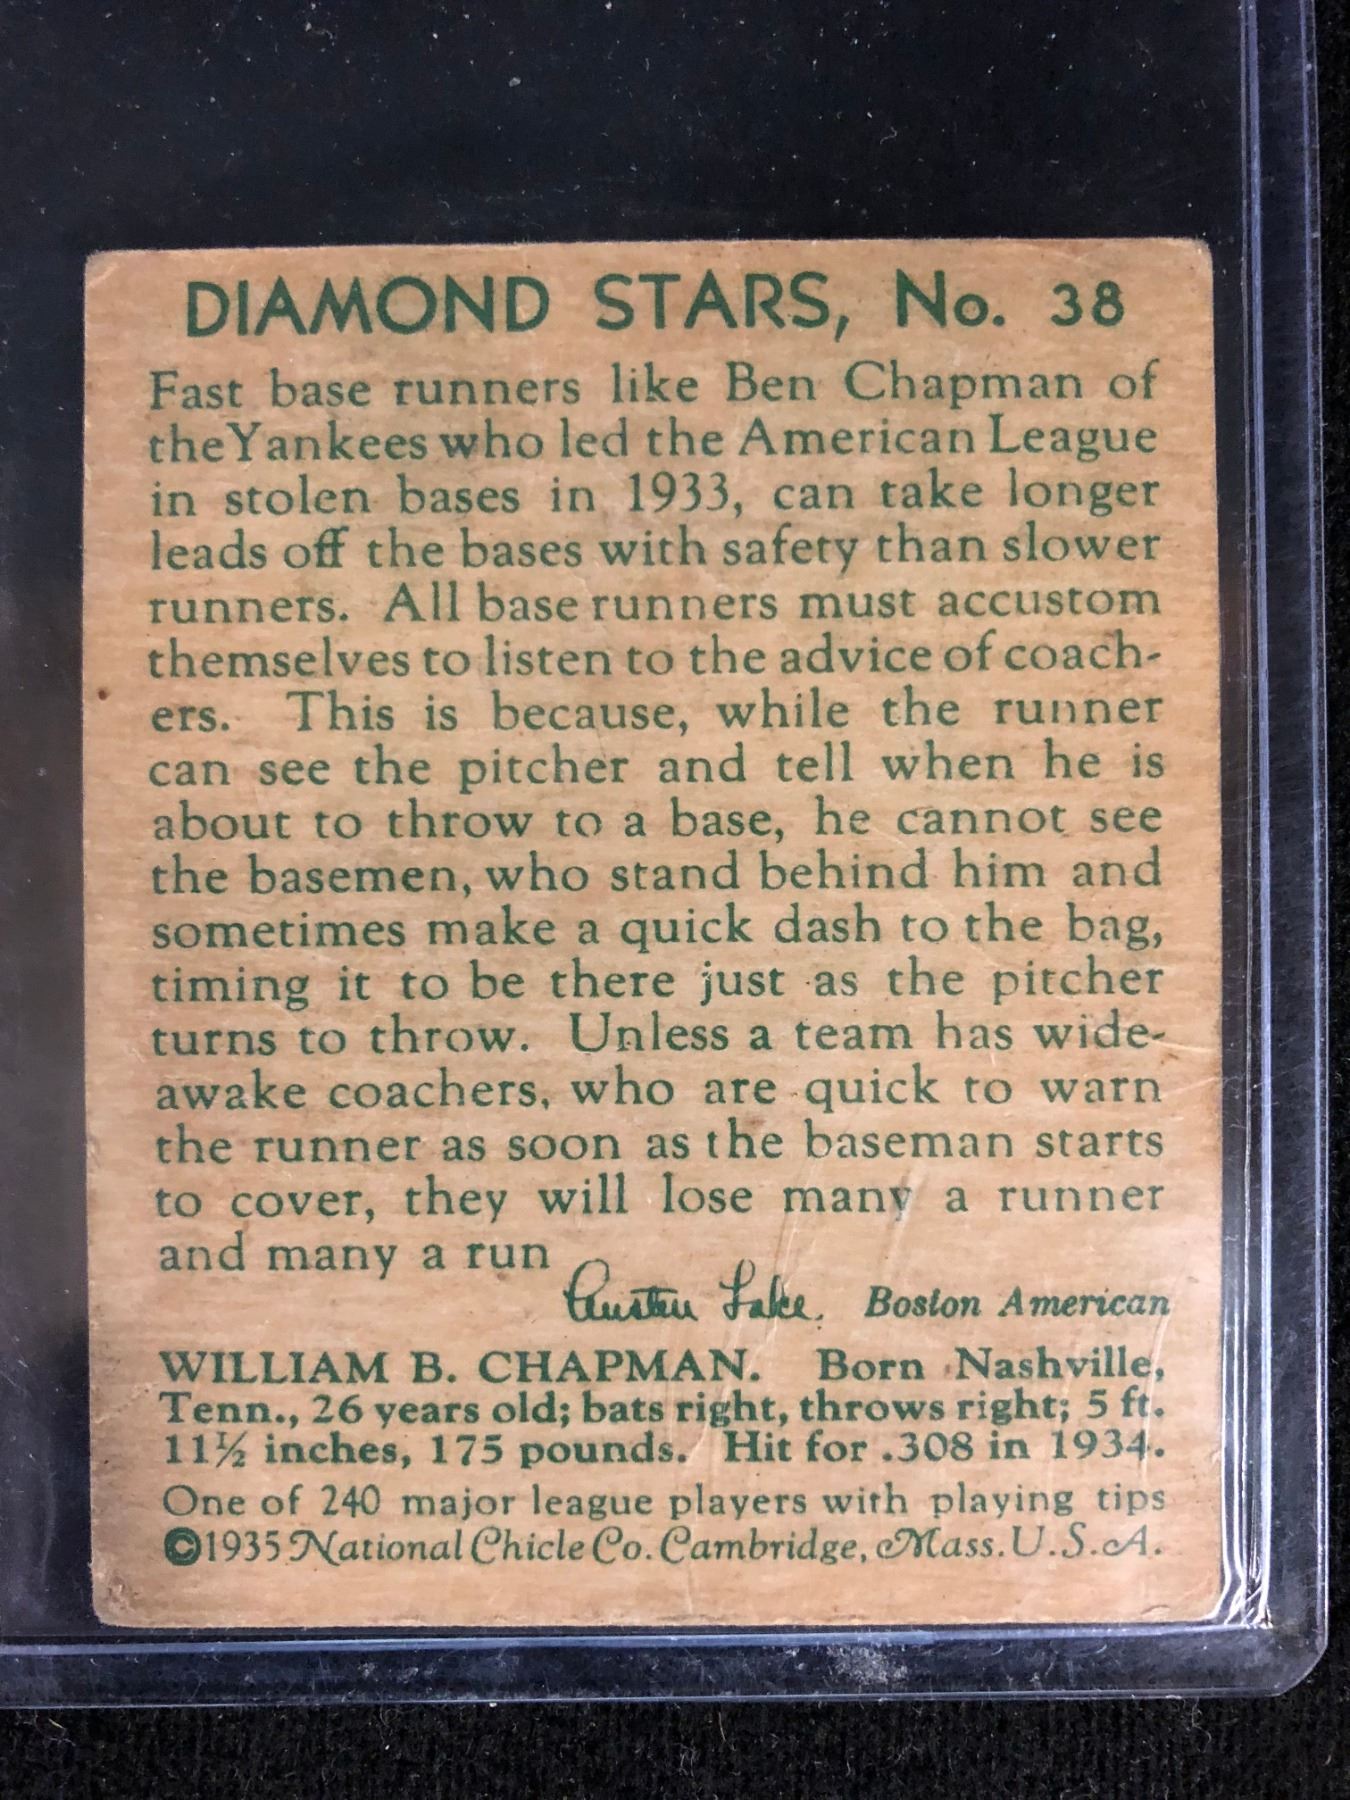 DIAMOND STARS, No. 38
Fast base runners like Ben Chapman of
the Yankees who led the American League
in stolen bases in 1933, can take longer
leads off the bases with safety than slower
runners. All base runners must accustom
themselves to listen to the advice of coach-
ers. This is because, while the runner
can see the pitcher and tell when he is
about to throw to a base, he cannot see
the basemen, who stand behind him and
sometimes make a quick dash to the bag,
timing it to be there just as the pitcher
turns to throw. Unless a team has wide-
awake coachers, who are quick to warn
the runner as soon as the baseman starts
to cover, they will lose many a runner
and many a run
Austen Lake. Boston American
WILLIAM B. CHAPMAN. Born Nashville,
Tenn., 26 years old; bats right, throws right; 5 ft.
11½ inches, 175 pounds. Hit for .308 in 1934.
One of 240 major league players with playing tips
©1935 National Chicle Co. Cambridge, Mass. U.S.A.